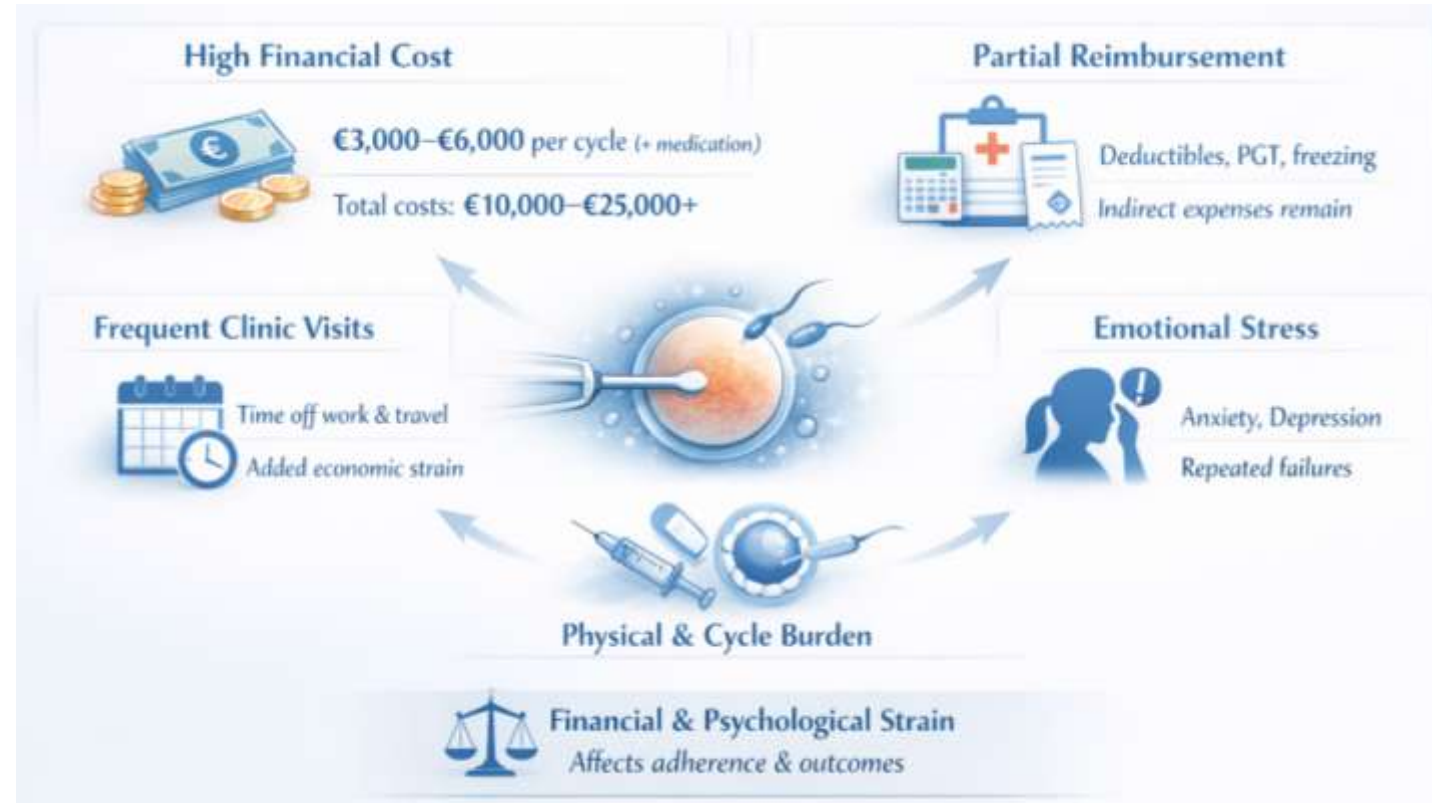 High Financial Cost
€3,000–€6,000 per cycle (+ medication)
Total costs: €10,000–€25,000+
Partial Reimbursement
Deductibles, PGT, freezing
Indirect expenses remain
Frequent Clinic Visits
Time off work & travel
Added economic strain
Emotional Stress
Anxiety, Depression
Repeated failures
Physical & Cycle Burden
Financial & Psychological Strain
Affects adherence & outcomes